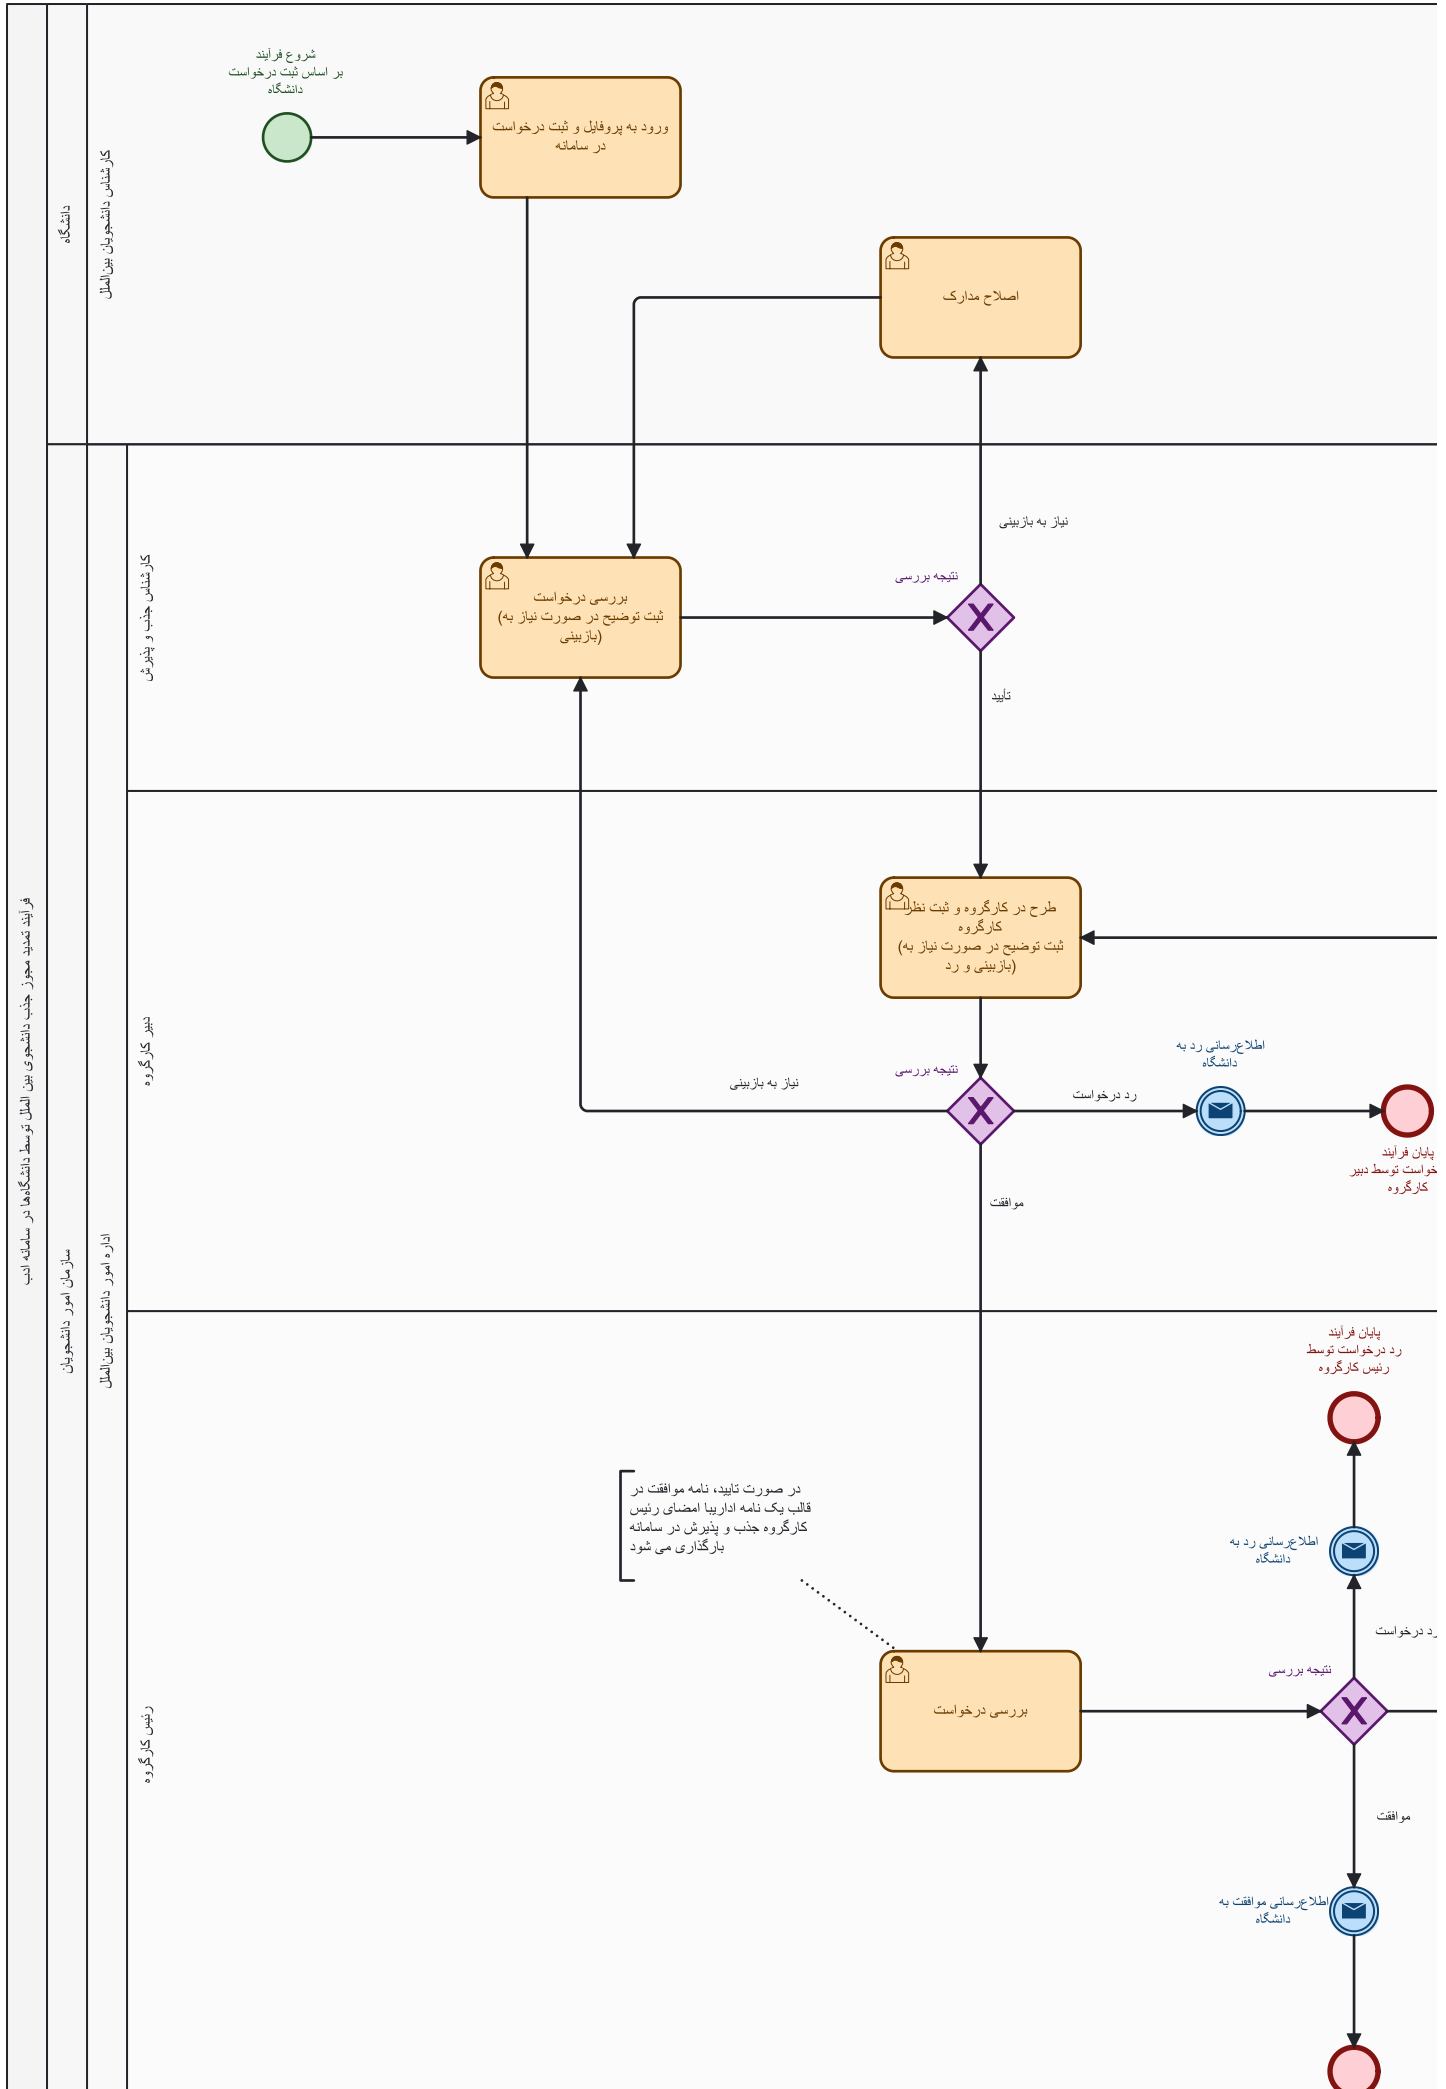 فرآیند تمدید مجوز جذب دانشجوی بین الملل توسط دانشگاه‌ها در سامانه ادب
دانشگاه
کارشناس دانشجویان بین‌الملل
شروع فرآیند
بر اساس ثبت درخواست
دانشگاه
ورود به پروفایل و ثبت درخواست
در سامانه
اصلاح مدارک
سازمان امور دانشجویان
اداره امور دانشجویان بین‌الملل
کارشناس جذب و پذیرش
نیاز به بازبینی
نتیجه بررسی
بررسی درخواست
(ثبت توضیح در صورت نیاز به
بازبینی)
تأیید
دبیر کارگروه
طرح در کارگروه و ثبت نظر
کارگروه
(ثبت توضیح در صورت نیاز به
بازبینی و رد)
نتیجه بررسی
نیاز به بازبینی
رد درخواست
اطلاع‌رسانی رد به
دانشگاه
پایان فرآیند
خواست توسط دبیر
کارگروه
موافقت
رئیس کارگروه
پایان فرآیند
رد درخواست توسط
رئیس کارگروه
در صورت تایید، نامه موافقت در
قالب یک نامه اداریبا امضای رئیس
کارگروه جذب و پذیرش در سامانه
بارگذاری می شود
اطلاع‌رسانی رد به
دانشگاه
رد درخواست
نتیجه بررسی
بررسی درخواست
موافقت
اطلاع‌رسانی موافقت به
دانشگاه